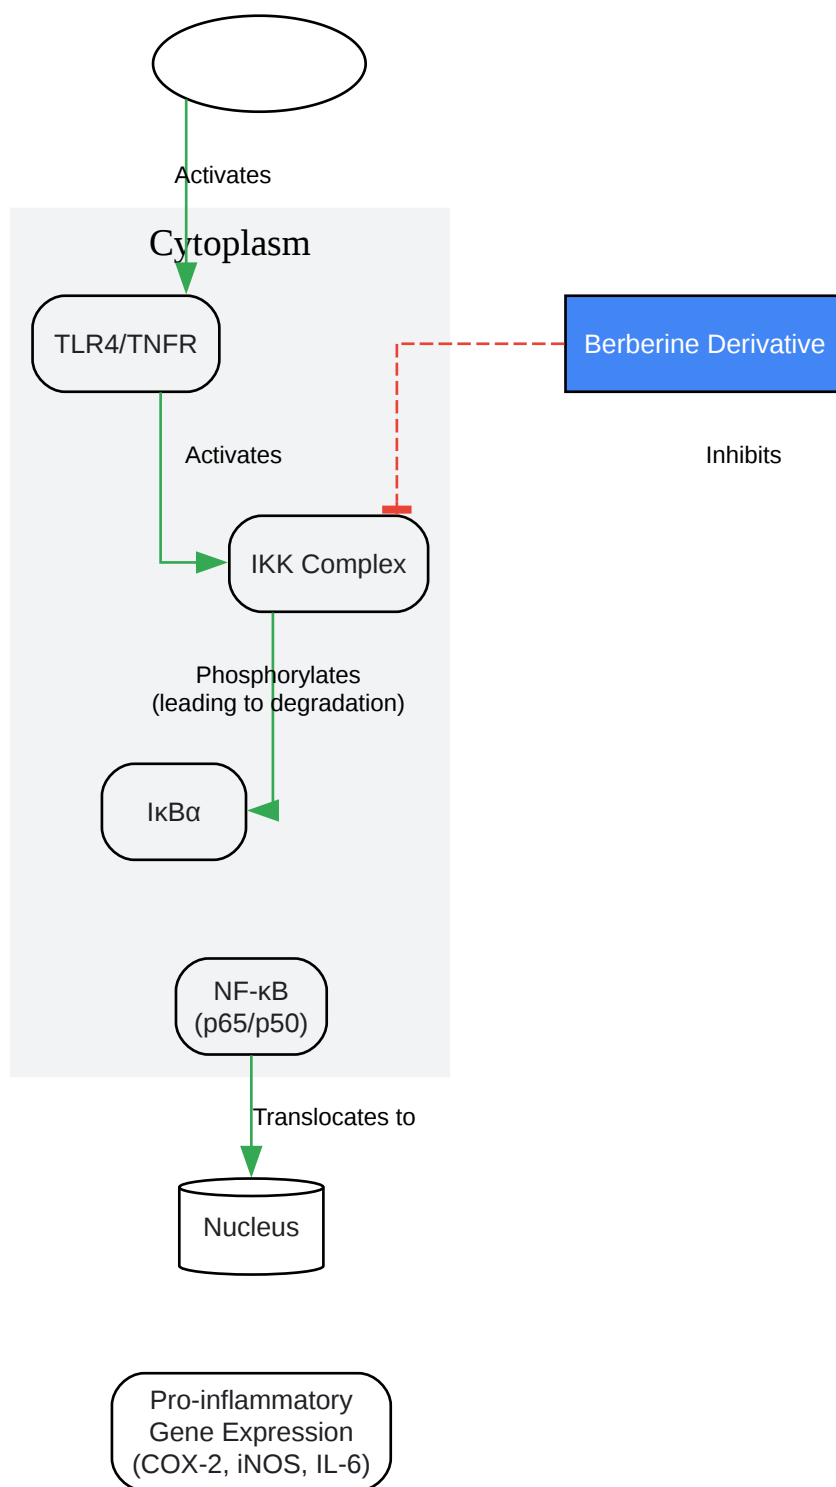 Activates
Cytoplasm
TLR4/TNFR
Berberine Derivative
Activates
Inhibits
IKK Complex
Phosphorylates
(leading to degradation)
IκBα
NF-κB
(p65/p50)
Translocates to
Nucleus
Pro-inflammatory
Gene Expression
(COX-2, iNOS, IL-6)